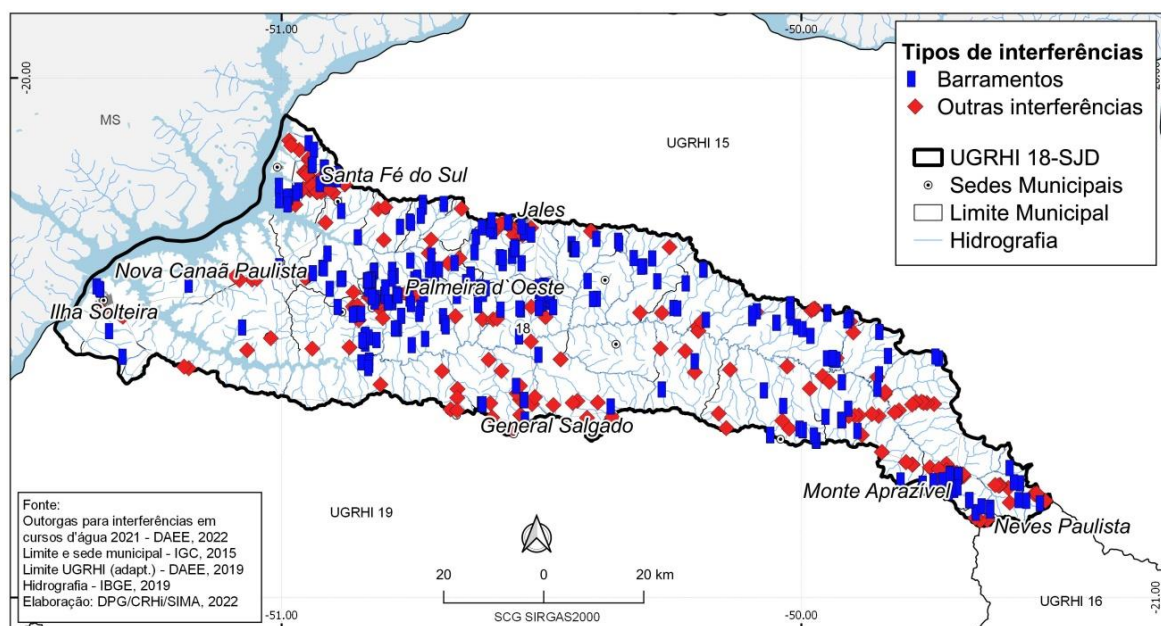 -51.00
-50.00
-20.00
MS
UGRHI 15
Tipos de interferências
Barramentos
Outras interferências
UGRHI 18-SJD
Sedes Municipais
Limite Municipal
Hidrografia
Santa Fé do Sul
Jales
Nova Canaã Paulista
Palmeira d`Oeste
Ilha Solteira
18
General Salgado
Monte Aprazível
Neves Paulista
Fonte:
Outorgas para interferências em
cursos d'água 2021 - DAEE, 2022
Limite e sede municipal - IGC, 2015
Limite UGRHI (adapt.) - DAEE, 2019
Hidrografia - IBGE, 2019
Elaboração: DPG/CRHi/SIMA, 2022
UGRHI 19
20 0 20 km
SCG SIRGAS2000
UGRHI 16
-21.00
-51.00
-50.00